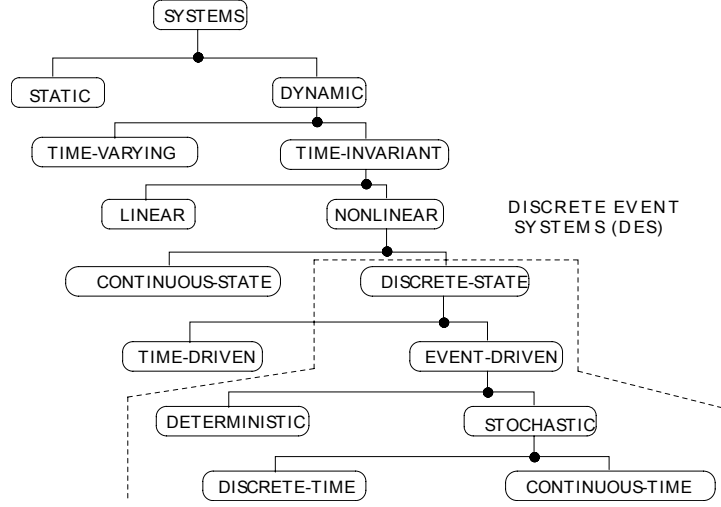 SYSTEMS
STATIC
DYNAMIC
TIME-VARYING
TIME-INVARIANT
LINEAR
NONLINEAR
DISCRETE EVENT
SYSTEMS (DES)
CONTINUOUS-STATE
DISCRETE-STATE
TIME-DRIVEN
EVENT-DRIVEN
DETERMINISTIC
STOCHASTIC
DISCRETE-TIME
CONTINUOUS-TIME